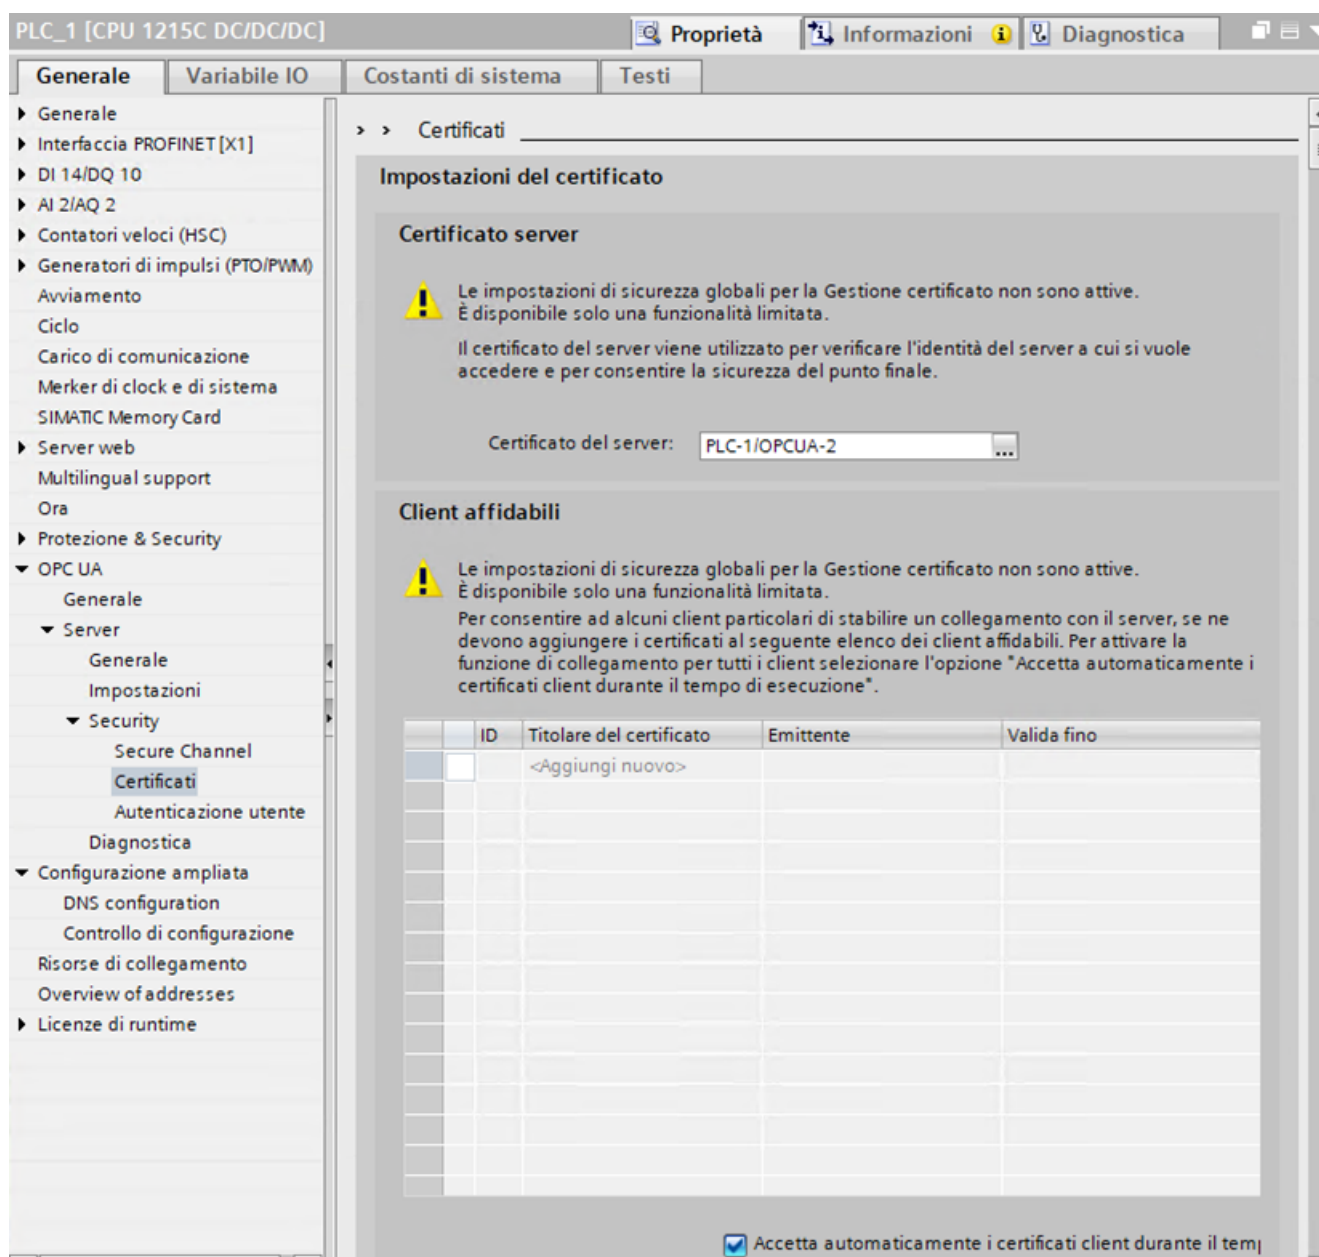 PLC_1 [CPU 1215C DC/DC/DC]
Proprietà
Informazioni
Diagnostica
Generale
Variabile IO
Costanti di sistema
Testi
Generale
Interfaccia PROFINET [X1]
DI 14/DQ 10
AI 2/AQ 2
Contatori veloci (HSC)
Generatori di impulsi (PTO/PWM)
Avviamento
Ciclo
Carico di comunicazione
Merker di clock e di sistema
SIMATIC Memory Card
Server web
Multilingual support
Ora
Protezione & Security
OPC UA
Generale
Server
Generale
Impostazioni
Security
Secure Channel
Certificati
Autenticazione utente
Diagnostica
Configurazione ampliata
DNS configuration
Controllo di configurazione
Risorse di collegamento
Overview of addresses
Licenze di runtime
> > Certificati
Impostazioni del certificato
Certificato server
Le impostazioni di sicurezza globali per la Gestione certificato non sono attive.
È disponibile solo una funzionalità limitata.
Il certificato del server viene utilizzato per verificare l'identità del server a cui si vuole
accedere e per consentire la sicurezza del punto finale.
Certificato del server: PLC-1/OPCUA-2 ...
Client affidabili
Le impostazioni di sicurezza globali per la Gestione certificato non sono attive.
È disponibile solo una funzionalità limitata.
Per consentire ad alcuni client particolari di stabilire un collegamento con il server, se ne
devono aggiungere i certificati al seguente elenco dei client affidabili. Per attivare la
funzione di collegamento per tutti i client selezionare l'opzione "Accetta automaticamente i
certificati client durante il tempo di esecuzione".
ID Titolare del certificato Emittente Valida fino
<Aggiungi nuovo>
Accetta automaticamente i certificati client durante il tem